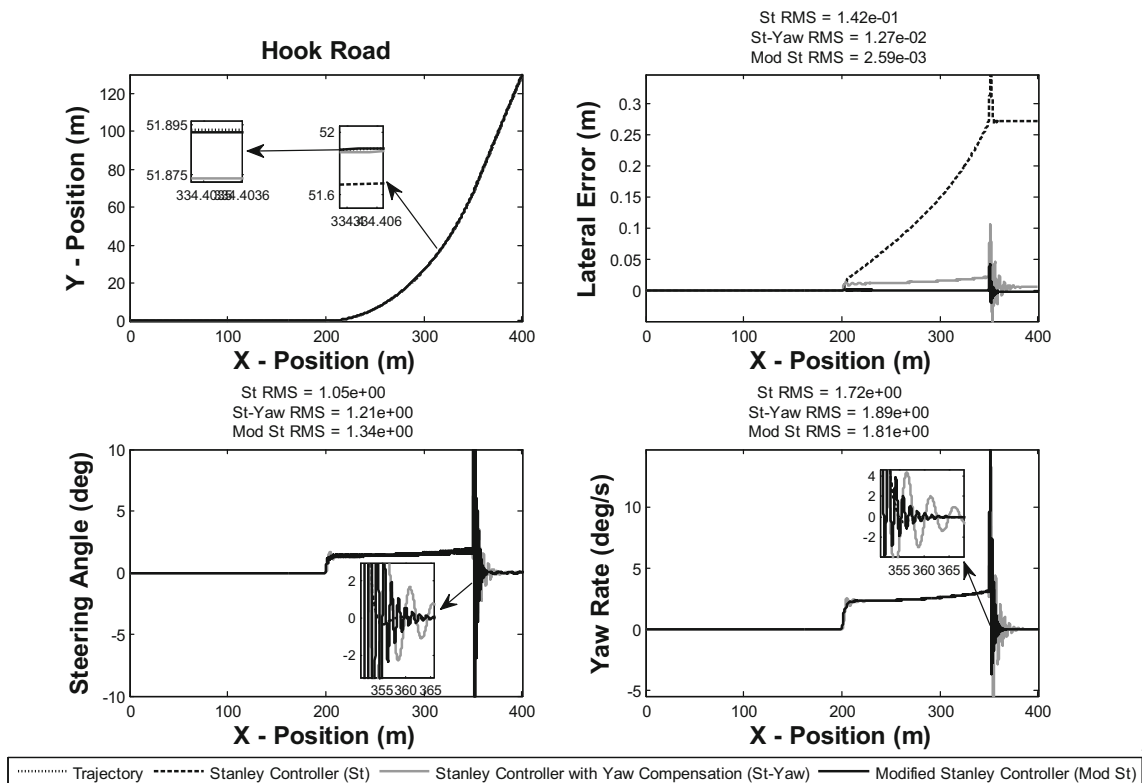 Hook Road
Y - Position (m)
120
100
80
60
40
20
0
51.895
51.875
334.4036
52
51.6
0
100
200
300
400
X - Position (m)
St RMS = 1.42e-01
St-Yaw RMS = 1.27e-02
Mod St RMS = 2.59e-03
Lateral Error (m)
0.3
0.25
0.2
0.15
0.1
0.05
0
0
100
200
300
400
X - Position (m)
St RMS = 1.05e+00
St-Yaw RMS = 1.21e+00
Mod St RMS = 1.34e+00
Steering Angle (deg)
10
5
0
-5
-10
2
0
-2
355
360
365
0
100
200
300
400
X - Position (m)
St RMS = 1.72e+00
St-Yaw RMS = 1.89e+00
Mod St RMS = 1.81e+00
Yaw Rate (deg/s)
10
5
0
-5
4
2
0
-2
355
360
365
0
100
200
300
400
X - Position (m)
Trajectory
Stanley Controller (St)
Stanley Controller with Yaw Compensation (St-Yaw)
Modified Stanley Controller (Mod St)